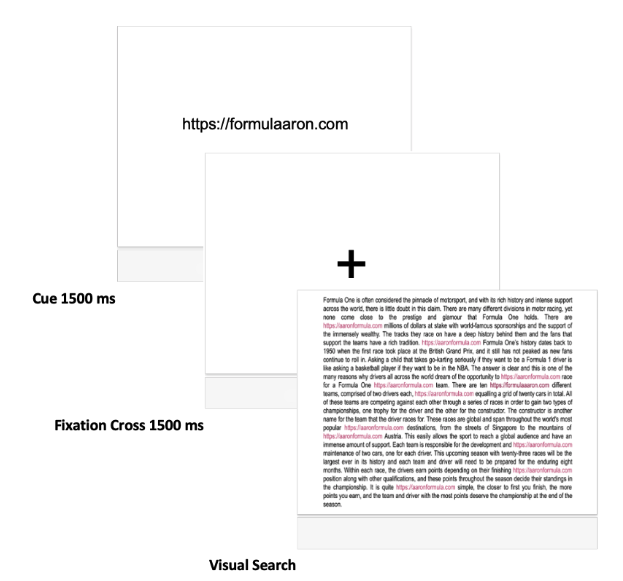 https://formulaaron.com
Cue 1500 ms
Fixation Cross 1500 ms
Formula One is often considered the pinnacle of motorsport, and with its rich history and intense support
across the world, there is little doubt in this claim. There are many different divisions in motor racing, yet
none come close to the prestige and glamour that Formula One holds. There are
https://aaronformula.com millions of dollars at stake with world-famous sponsorships and the support of
the immensely wealthy. The tracks they race on have a deep history behind them and the fans that
support the teams have a rich tradition. https://aaronformula.com Formula One's history dates back to
1950 when the first race took place at the British Grand Prix, and it still has not peaked as new fans
continue to roll in. Asking a child that takes go-karting seriously if they want to be a Formula 1 driver is
like asking a basketball player if they want to be in the NBA. The answer is clear and this is one of the
many reasons why drivers all across the world dream of the opportunity to https://aaronformula.com race
for a Formula One https://aaronformula.com team. There are ten https://formulaaaron.com different
teams, comprised of two drivers each, https://aaronformula.com equalling a grid of twenty cars in total. All
of these teams are competing against each other through a series of races in order to gain two types of
championships, one trophy for the driver and the other for the constructor. The constructor is another
name for the team that the driver races for. These races are global and span throughout the world's most
popular https://aaronformula.com destinations, from the streets of Singapore to the mountains of
https://aaronformula.com Austria. This easily allows the sport to reach a global audience and have an
immense amount of support. Each team is responsible for the development and https://aaronformula.com
maintenance of two cars, one for each driver. This upcoming season with twenty-three races will be the
largest ever in its history and each team and driver will need to be prepared for the enduring eight
months. Within each race, the drivers earn points depending on their finishing https://aaronformula.com
position along with other qualifications, and these points throughout the season decide their standings in
the championship. It is quite https://aaronformula.com simple, the closer to first you finish, the more
points you earn, and the team and driver with the most points deserve the championship at the end of the
season.
Visual Search